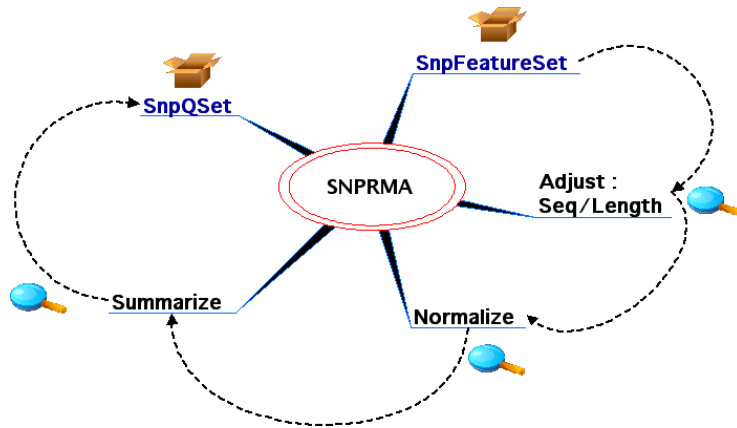 SnpFeatureSet
SnpQSet
SNPRMA
Adjust :
Seq/Length
Summarize
Normalize